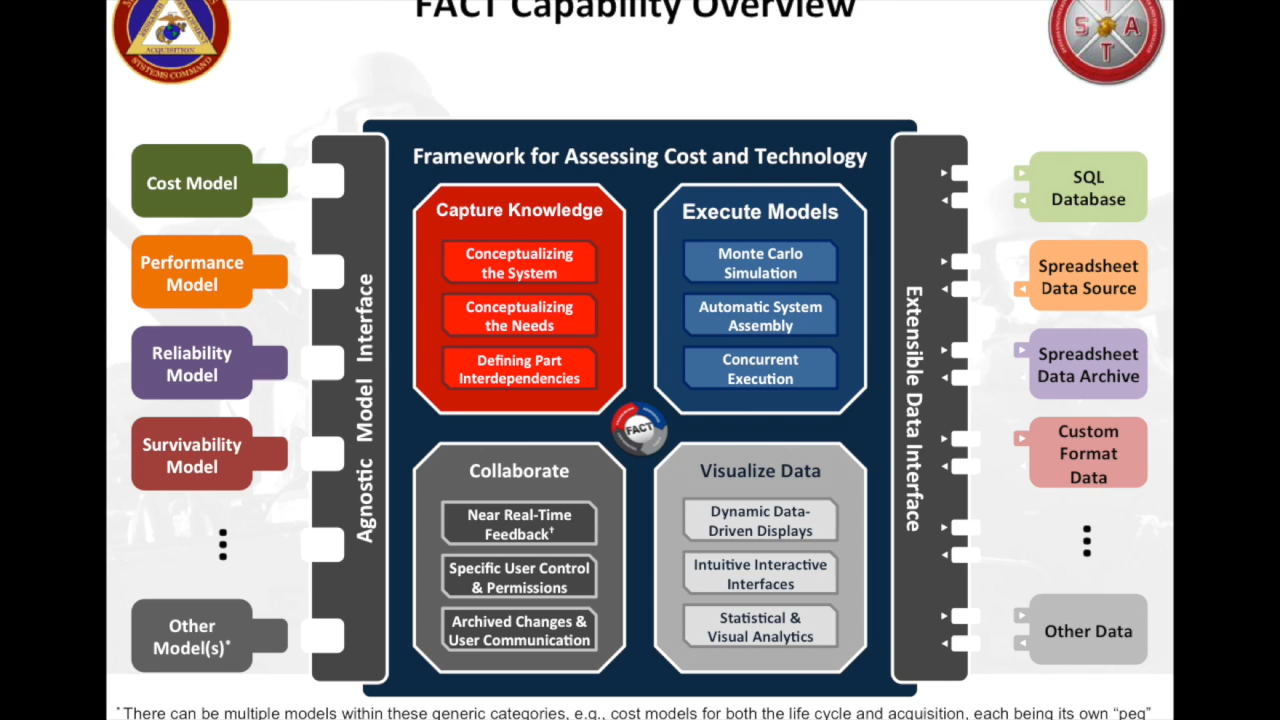 FACT Capability Overview
ACQUISITION
SYSTEMS COMMAND
S
A
T
Cost Model
Performance
Model
Reliability
Model
Survivability
Model
Other
Model(s)*
Agnostic Model Interface
Framework for Assessing Cost and Technology
Capture Knowledge
Conceptualizing
the System
Conceptualizing
the Needs
Defining Part
Interdependencies
Execute Models
Monte Carlo
Simulation
Automatic System
Assembly
Concurrent
Execution
FACT
Collaborate
Near Real-Time
Feedback†
Specific User Control
& Permissions
Archived Changes &
User Communication
Visualize Data
Dynamic Data-
Driven Displays
Intuitive Interactive
Interfaces
Statistical &
Visual Analytics
Extensible Data Interface
SQL
Database
Spreadsheet
Data Source
Spreadsheet
Data Archive
Custom
Format
Data
Other Data
*There can be multiple models within these generic categories, e.g., cost models for both the life cycle and acquisition, each being its own “peg”